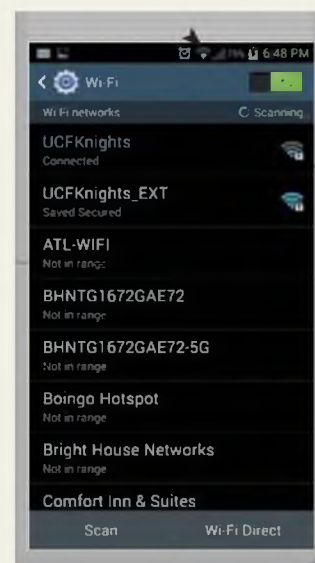 6:48 PM
Wi-Fi
Wi Fi networks
Scanning
UCFKnights
Connected
UCFKnights_EXT
Saved Secured
ATL-WIFI
Not in range
BHNTG1672GAE72
Not in range
BHNTG1672GAE72-5G
Not in range
Boingo Hotspot
Not in range
Bright House Networks
Not in range
Comfort Inn & Suites
Scan
Wi-Fi Direct